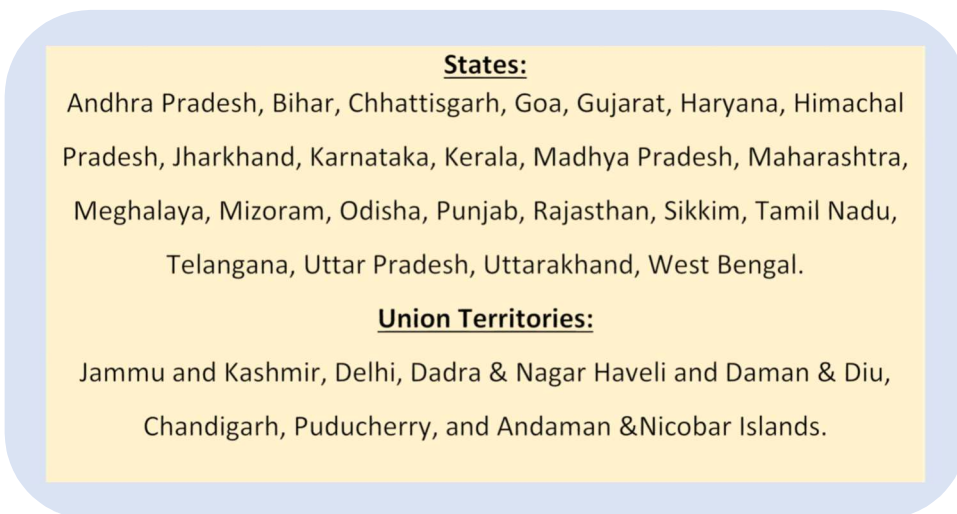 States:
Andhra Pradesh, Bihar, Chhattisgarh, Goa, Gujarat, Haryana, Himachal
Pradesh, Jharkhand, Karnataka, Kerala, Madhya Pradesh, Maharashtra,
Meghalaya, Mizoram, Odisha, Punjab, Rajasthan, Sikkim, Tamil Nadu,
Telangana, Uttar Pradesh, Uttarakhand, West Bengal.
Union Territories:
Jammu and Kashmir, Delhi, Dadra & Nagar Haveli and Daman & Diu,
Chandigarh, Puducherry, and Andaman &Nicobar Islands.